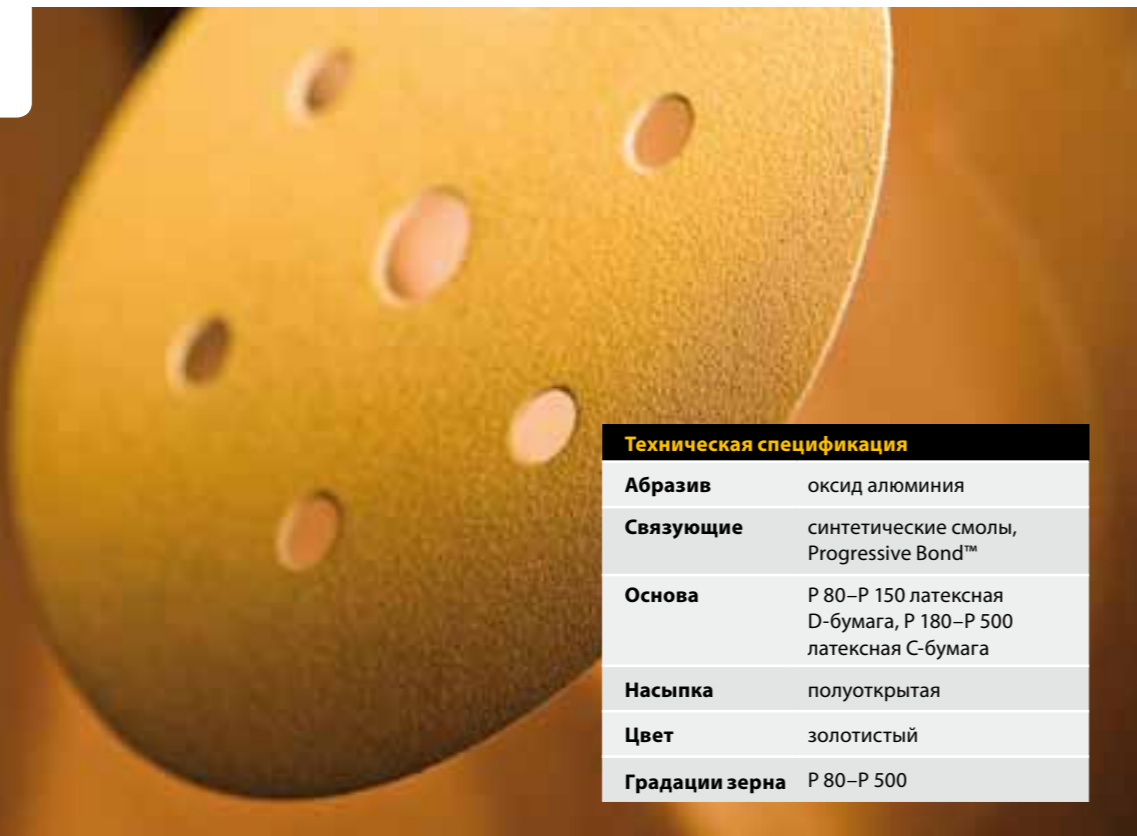 Техническая спецификация
Абразив оксид алюминия
Связующие синтетические смолы,
Progressive Bond™
Основа P 80–P 150 латексная
D-бумага, P 180–P 500
латексная C-бумага
Насыпка полуоткрытая
Цвет золотистый
Градации зерна P 80–P 500